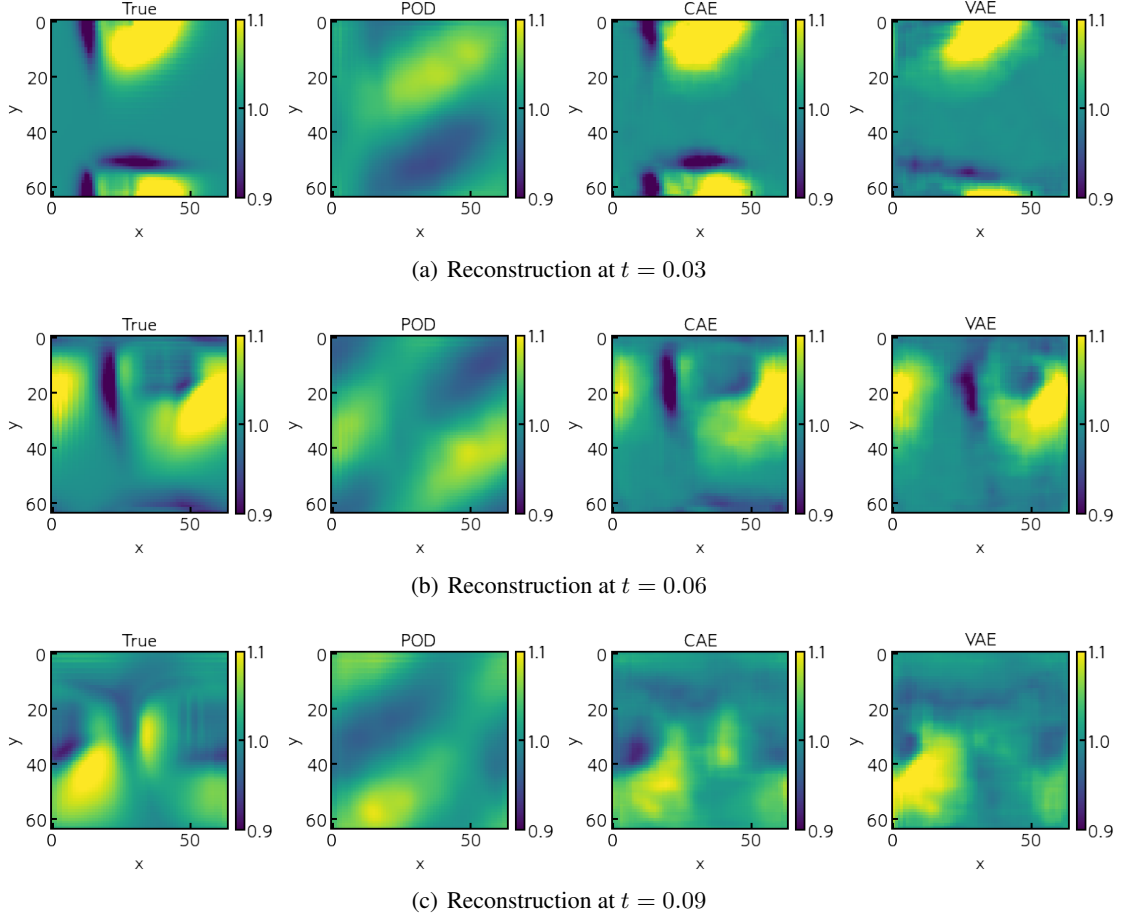 True POD CAE VAE
0 1.1 0 1.1 0 1.1 0 1.1
20 20 20 20
y 1.0 y 1.0 y 1.0 y 1.0
40 40 40 40
60 60 60 60
0.9 0.9 0.9 0.9
0 50 0 50 0 50 0 50
x x x x
(a) Reconstruction at t = 0.03
True POD CAE VAE
0 1.1 0 1.1 0 1.1 0 1.1
20 20 20 20
y 1.0 y 1.0 y 1.0 y 1.0
40 40 40 40
60 60 60 60
0.9 0.9 0.9 0.9
0 50 0 50 0 50 0 50
x x x x
(b) Reconstruction at t = 0.06
True POD CAE VAE
0 1.1 0 1.1 0 1.1 0 1.1
20 20 20 20
y 1.0 y 1.0 y 1.0 y 1.0
40 40 40 40
60 60 60 60
0.9 0.9 0.9 0.9
0 50 0 50 0 50 0 50
x x x x
(c) Reconstruction at t = 0.09